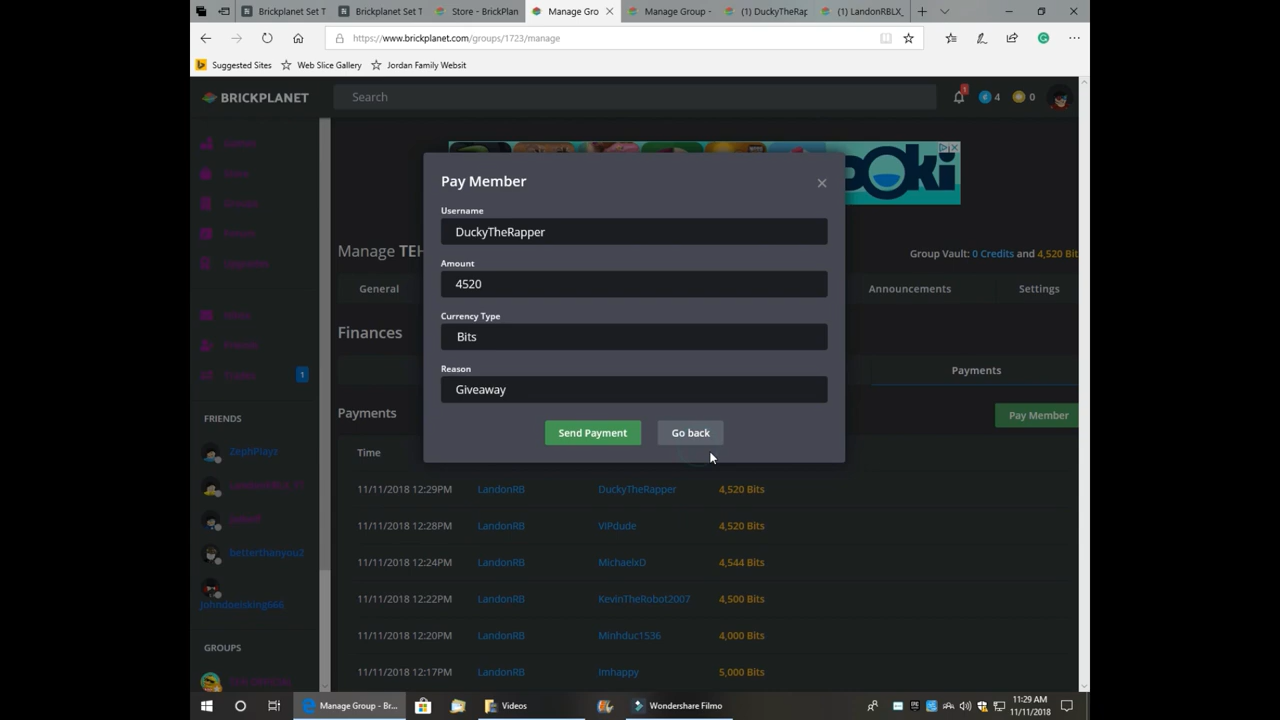 Brickplanet Set T
Brickplanet Set T
Store - BrickPlan
Manage Gro
Manage Group -
(1) DuckyTheRap
(1) LandonRBLX_
https://www.brickplanet.com/groups/1723/manage
Suggested Sites
Web Slice Gallery
Jordan Family Websit
BRICKPLANET
Search
1
4
0
POKI
Pay Member
Username
DuckyTheRapper
Manage TEH
Group Vault: 0 Credits and 4,520 Bit
Amount
4520
General
Announcements
Settings
Currency Type
Bits
Finances
Reason
Payments
1
Giveaway
Payments
Pay Member
FRIENDS
Send Payment
Go back
ZephPlayz
Time
11/11/2018 12:29PM LandonRB DuckyTheRapper 4,520 Bits
11/11/2018 12:28PM LandonRB VIPdude 4,520 Bits
betterthanyou2
11/11/2018 12:24PM LandonRB MichaelxD 4,544 Bits
johndoeisking666
11/11/2018 12:22PM LandonRB KevinTheRobot2007 4,500 Bits
11/11/2018 12:20PM LandonRB Minhduc1536 4,000 Bits
GROUPS
11/11/2018 12:17PM LandonRB Imhappy 5,000 Bits
Manage Group - Br...
Videos
Wondershare Filmo
11:29 AM
11/11/2018